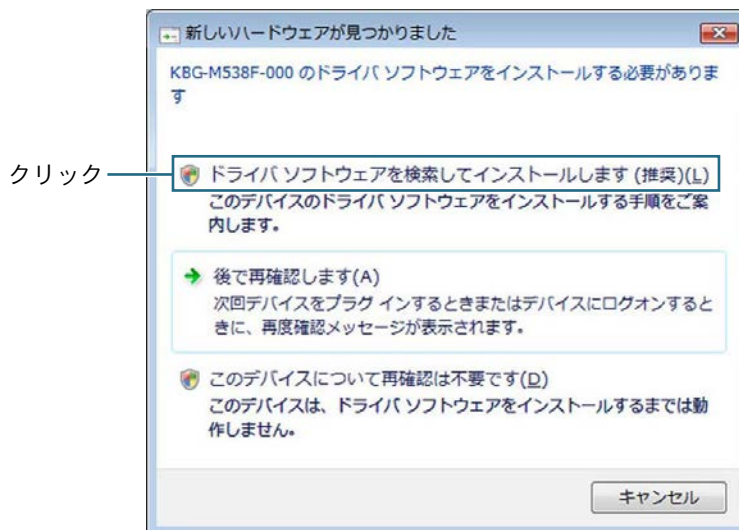 新しいハードウェアが見つかりました
KBG-M538F-000 のドライバ ソフトウェアをインストールする必要がありま
す
クリック
ドライバ ソフトウェアを検索してインストールします (推奨)(L)
このデバイスのドライバ ソフトウェアをインストールする手順をご案
内します。
後で再確認します(A)
次回デバイスをプラグ インするときまたはデバイスにログオンすると
きに、再度確認メッセージが表示されます。
このデバイスについて再確認は不要です(D)
このデバイスは、ドライバ ソフトウェアをインストールするまでは動
作しません。
キャンセル